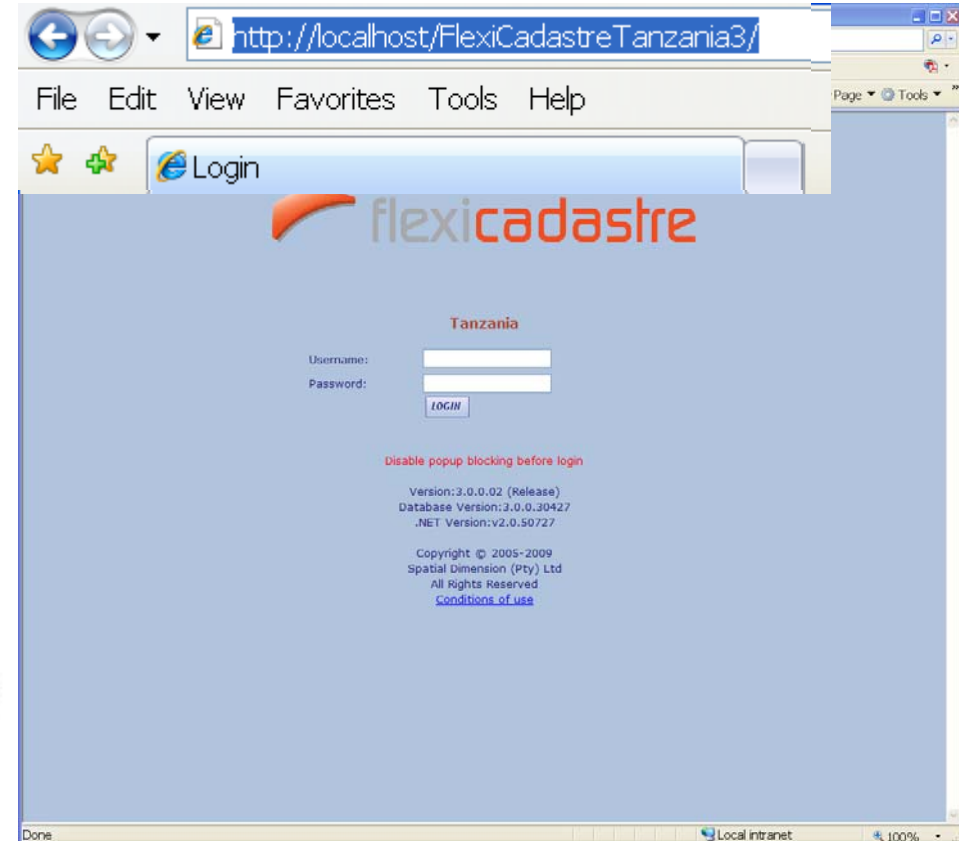 http://localhost/FlexiCadastreTanzania3/
File Edit View Favorites Tools Help
Page Tools »
Login
flexicadastre
Tanzania
Username:
Password:
LOGIN
Disable popup blocking before login
Version:3.0.0.02 (Release)
Database Version:3.0.0.30427
.NET Version:v2.0.50727
Copyright © 2005-2009
Spatial Dimension (Pty) Ltd
All Rights Reserved
Conditions of use
Done Local intranet 100%